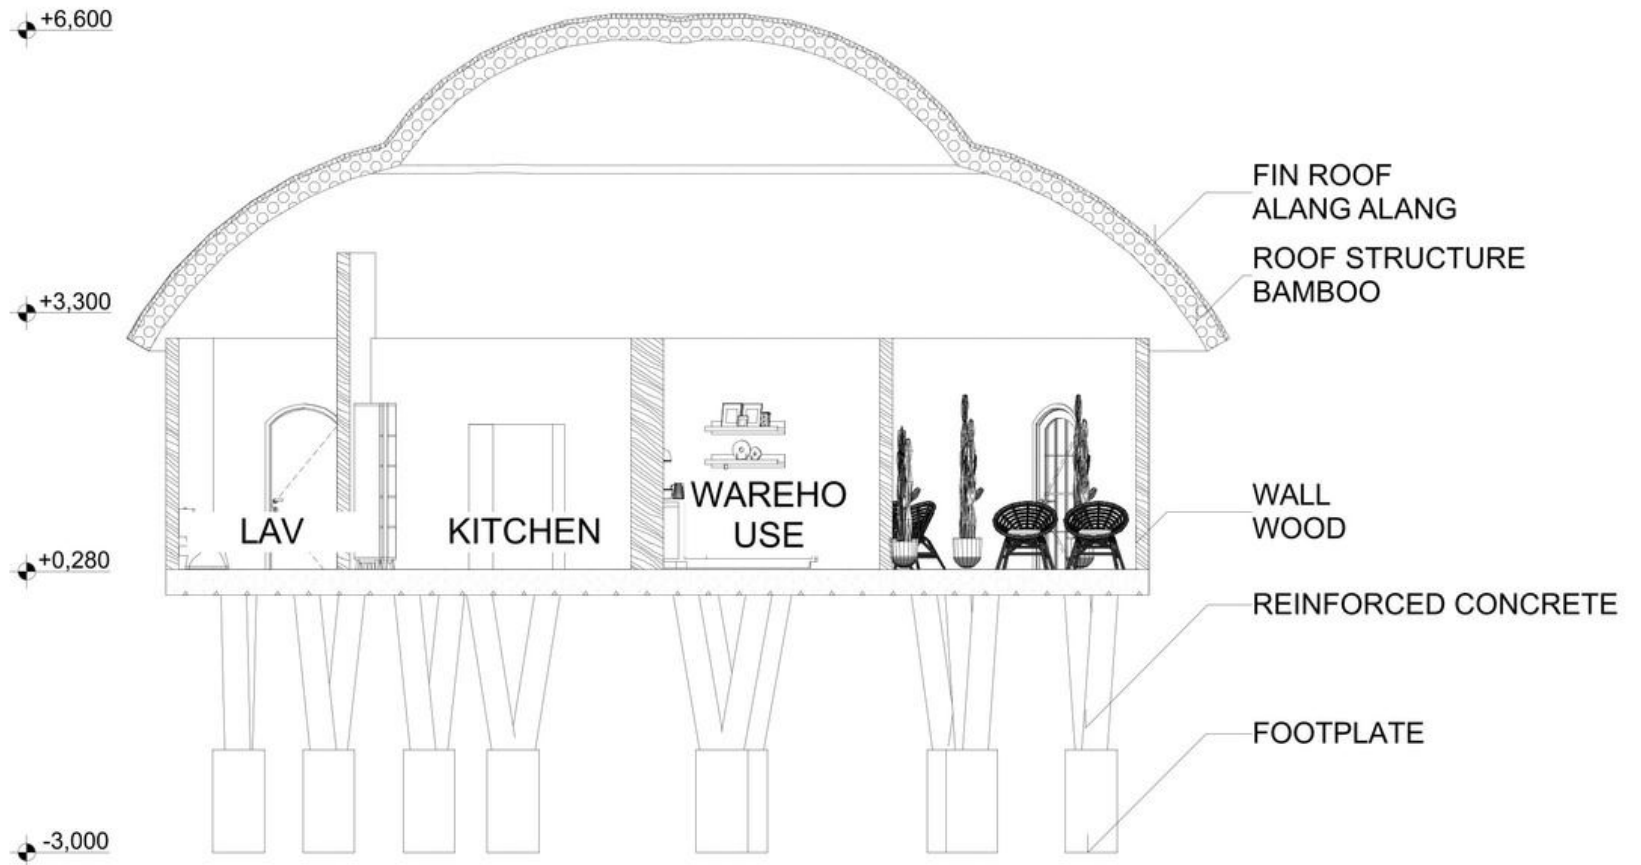 +6,600
FIN ROOF
ALANG ALANG
ROOF STRUCTURE
BAMBOO
+3,300
WAREHO
USE
LAV
KITCHEN
WALL
WOOD
+0,280
REINFORCED CONCRETE
FOOTPLATE
-3,000